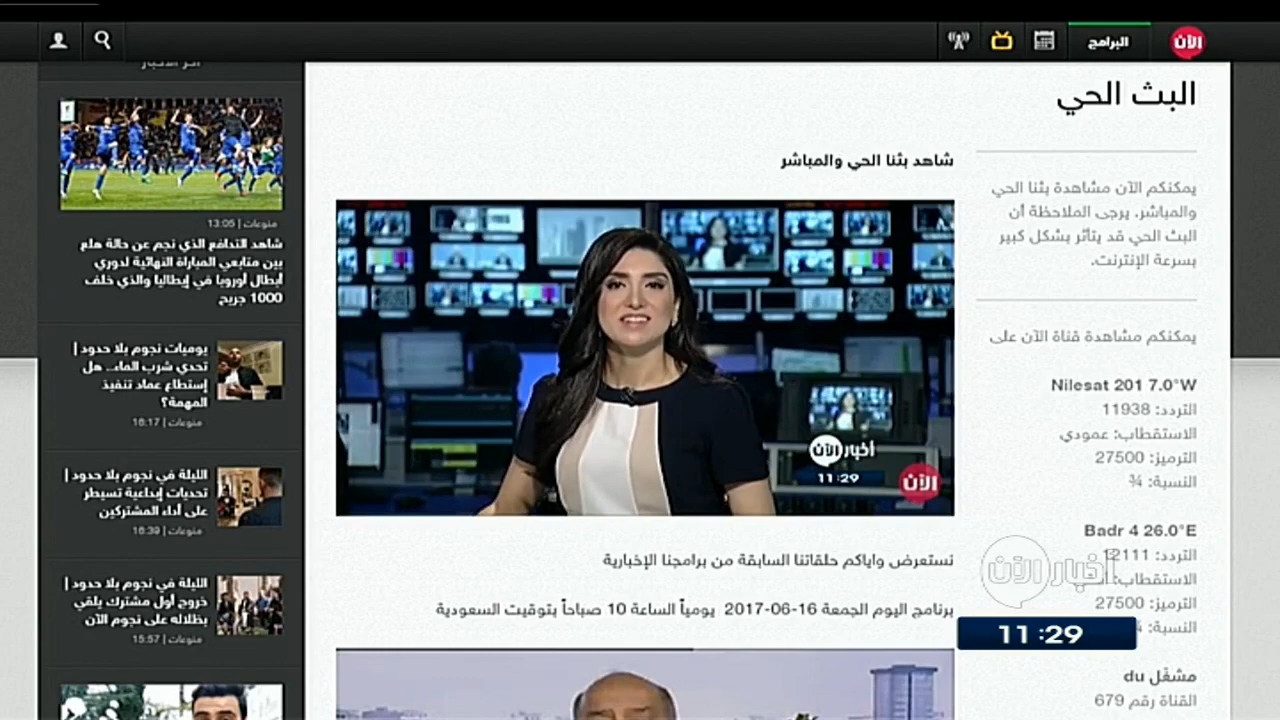 الآن
البرامج
البث الحي
يمكنكم الآن مشاهدة بثنا الحي
والمباشر. يرجى الملاحظة أن
البث الحي قد يتأثر بشكل كبير
بسرعة الإنترنت.
يمكنكم مشاهدة قناة الآن على
Nilesat 201 7.0°W
التردد: 11938
الاستقطاب: عمودي
الترميز: 27500
النسبة: ¾
Badr 4 26.0°E
التردد: 12111
الاستقطاب:
الترميز: 27500
النسبة:
مشغّل du
القناة رقم 679
أخبار الآن
11:29
شاهد بثنا الحي والمباشر
أخبار الآن
11:29
الآن
نستعرض واياكم حلقاتنا السابقة من برامجنا الإخبارية
برنامج اليوم الجمعة 16-06-2017 يومياً الساعة 10 صباحاً بتوقيت السعودية
آخر الأخبار
منوعات | 13:05
شاهد التدافع الذي نجم عن حالة هلع
بين متابعي المباراة النهائية لدوري
أبطال أوروبا في إيطاليا والذي خلف
1000 جريح
يوميات نجوم بلا حدود |
تحدي شرب الماء.. هل
إستطاع عماد تنفيذ
المهمة؟
منوعات | 16:17
الليلة في نجوم بلا حدود |
تحديات إبداعية تسيطر
على أداء المشتركين
منوعات | 16:39
الليلة في نجوم بلا حدود |
خروج أول مشترك يلقي
بظلاله على نجوم الآن
منوعات | 15:57